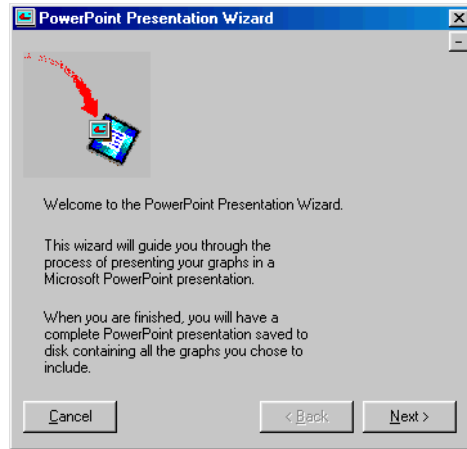 PowerPoint Presentation Wizard
Welcome to the PowerPoint Presentation Wizard.
This wizard will guide you through the
process of presenting your graphs in a
Microsoft PowerPoint presentation.
When you are finished, you will have a
complete PowerPoint presentation saved to
disk containing all the graphs you chose to
include.
Cancel < Back Next >